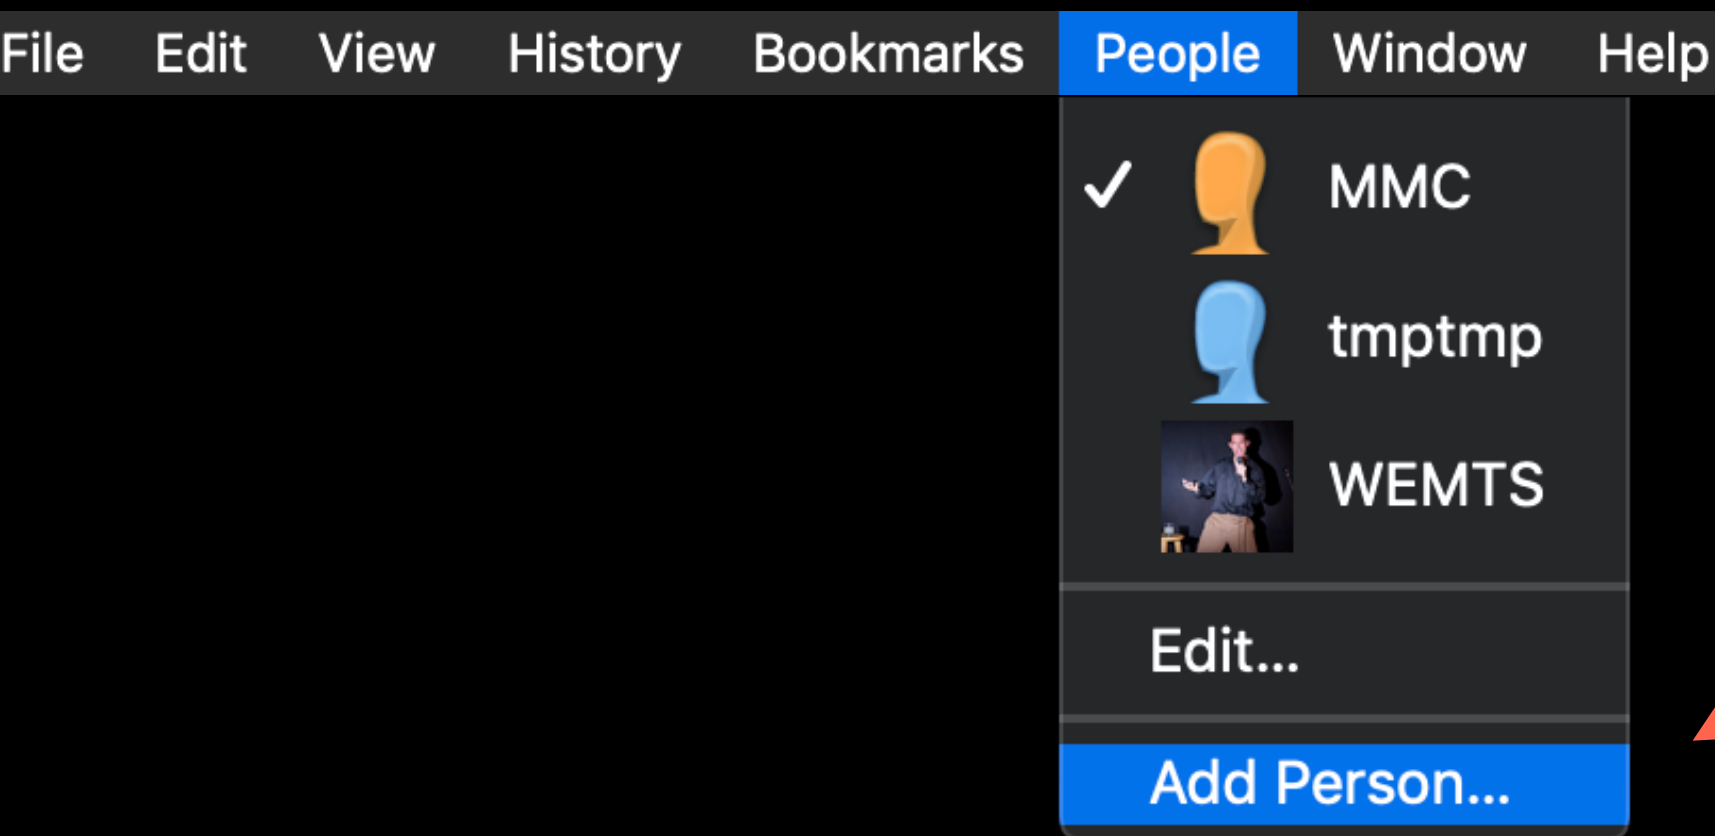 File Edit View History Bookmarks People Window Help
MMC
tmptmp
WEMTS
Edit...
Add Person...